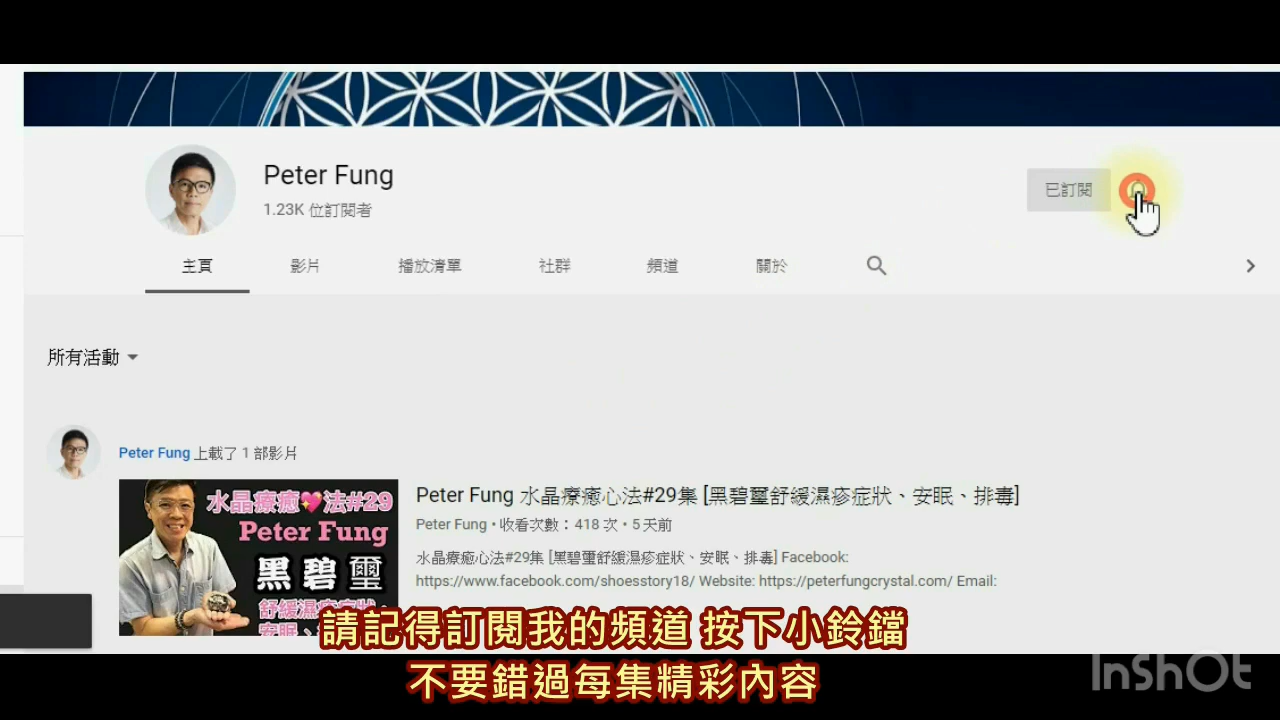 Peter Fung
1.23K 位訂閱者
已訂閱
主頁
影片
播放清單
社群
頻道
關於
所有活動
Peter Fung 上載了 1 部影片
水晶療癒💖法#29
Peter Fung
黑碧璽
Peter Fung 水晶療癒心法#29集 [黑碧璽舒緩濕疹症狀、安眠、排毒]
Peter Fung • 收看次數：418 次 • 5 天前
水晶療癒心法#29集 [黑碧璽舒緩濕疹症狀、安眠、排毒] Facebook:
https://www.facebook.com/shoesstory18/ Website: https://peterfungcrystal.com/ Email:
請記得訂閱我的頻道 按下小鈴鐺
不要錯過每集精彩內容
InShOt